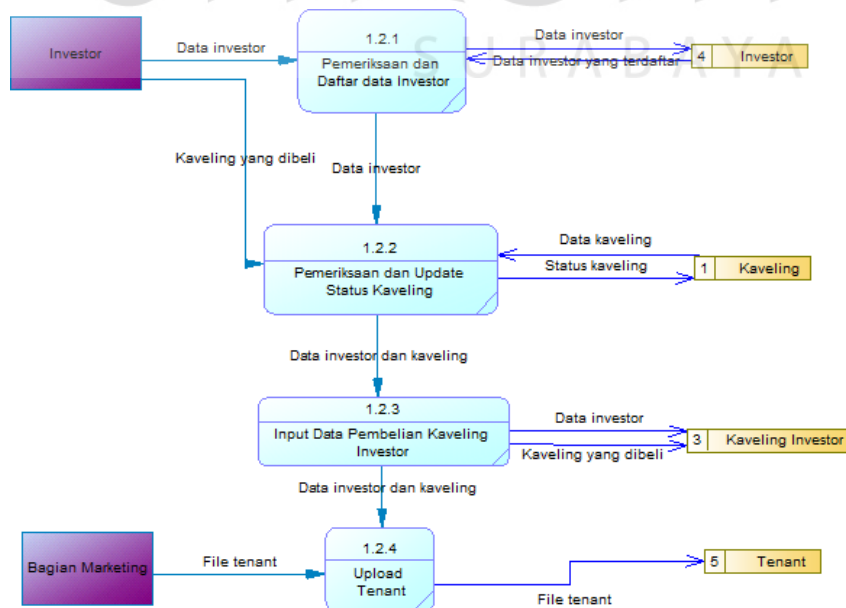 SURABAYA
Investor
Data investor
1.2.1
Pemeriksaan dan
Daftar data Investor
Data investor
Data investor yang terdaftar
4 Investor
Kaveling yang dibeli
Data investor
1.2.2
Pemeriksaan dan Update
Status Kaveling
Data kaveling
Status kaveling
1 Kaveling
Data investor dan kaveling
1.2.3
Input Data Pembelian Kaveling
Investor
Data investor
Kaveling yang dibeli
3 Kaveling Investor
Data investor dan kaveling
Bagian Marketing
File tenant
1.2.4
Upload
Tenant
File tenant
5 Tenant